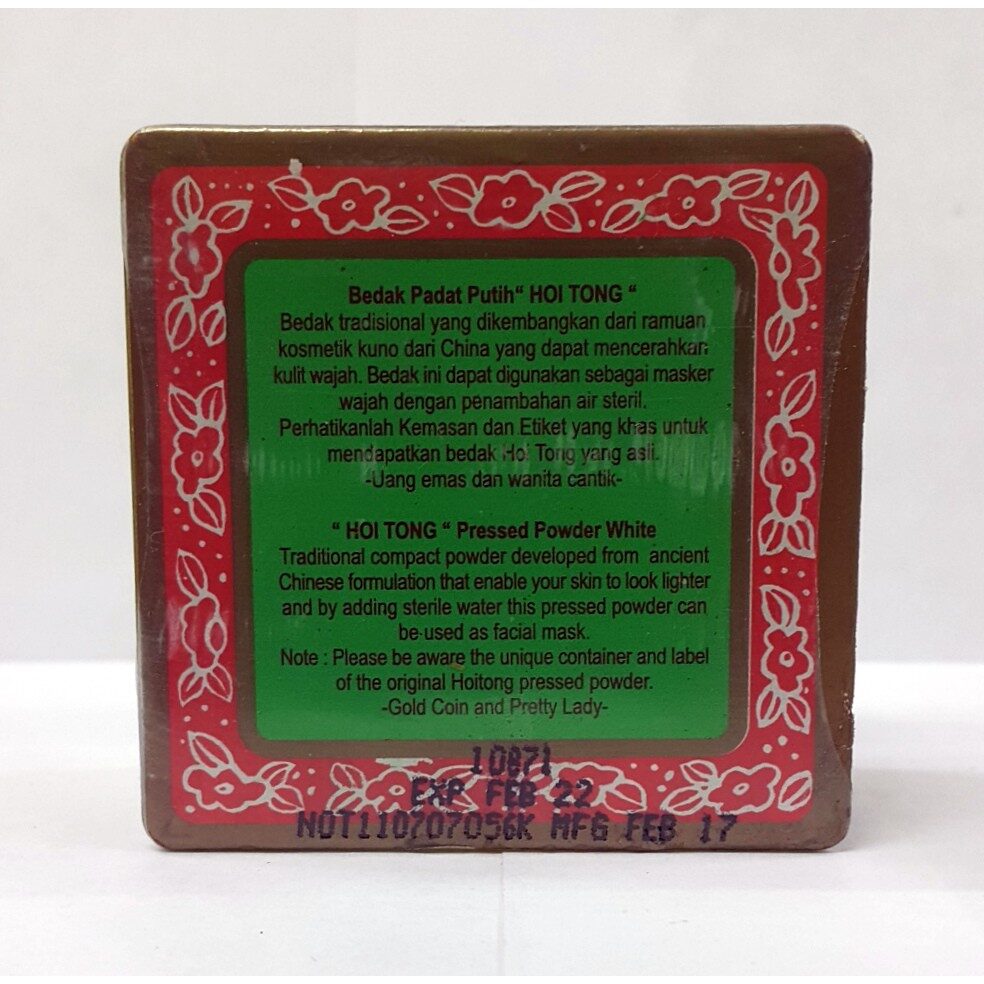 Bedak Padat Putih“ HOI TONG “
Bedak tradisional yang dikembangkan dari ramuan
kosmetik kuno dari China yang dapat mencerahkan
kulit wajah. Bedak ini dapat digunakan sebagai masker
wajah dengan penambahan air steril.
Perhatikanlah Kemasan dan Etiket yang khas untuk
mendapatkan bedak Hoi Tong yang asli.
-Uang emas dan wanita cantik-
“ HOI TONG “ Pressed Powder White
Traditional compact powder developed from ancient
Chinese formulation that enable your skin to look lighter
and by adding sterile water this pressed powder can
be used as facial mask.
Note : Please be aware the unique container and label
of the original Hoitong pressed powder.
-Gold Coin and Pretty Lady-
10871
EXP FEB 22
NOT110707056K MFG FEB 17